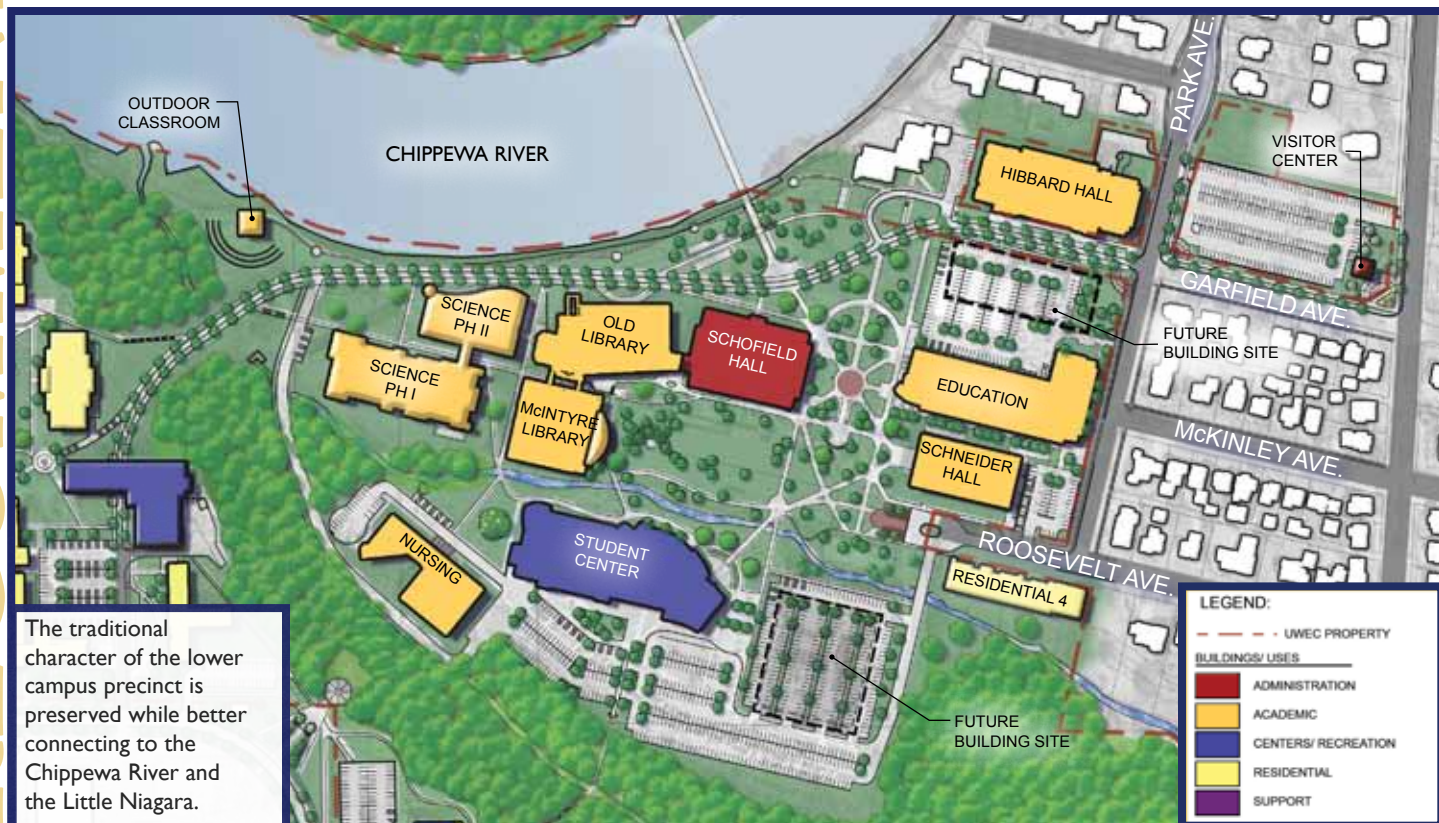 OUTDOOR
CLASSROOM
CHIPPEWA RIVER
PARK AVE.
VISITOR
CENTER
HIBBARD HALL
GARFIELD AVE.
SCIENCE
PH II
OLD
LIBRARY
SCHOFIELD
HALL
FUTURE
BUILDING SITE
SCIENCE
PH I
EDUCATION
McINTYRE
LIBRARY
McKINLEY AVE.
SCHNEIDER
HALL
NURSING
STUDENT
CENTER
ROOSEVELT AVE.
RESIDENTIAL 4
FUTURE
BUILDING SITE
The traditional
character of the lower
campus precinct is
preserved while better
connecting to the
Chippewa River and
the Little Niagara.
LEGEND:
UWEC PROPERTY
BUILDINGS/ USES
ADMINISTRATION
ACADEMIC
CENTERS/ RECREATION
RESIDENTIAL
SUPPORT